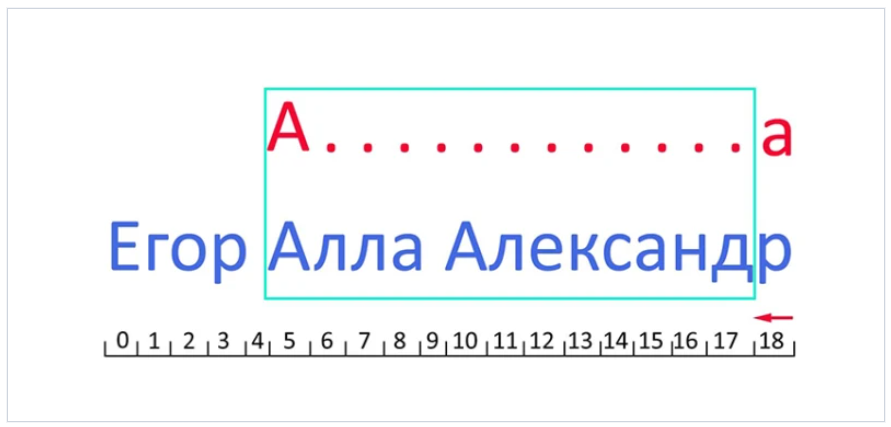 А............а
Егор Алла Александр
0 1 2 3 4 5 6 7 8 9 10 11 12 13 14 15 16 17 18